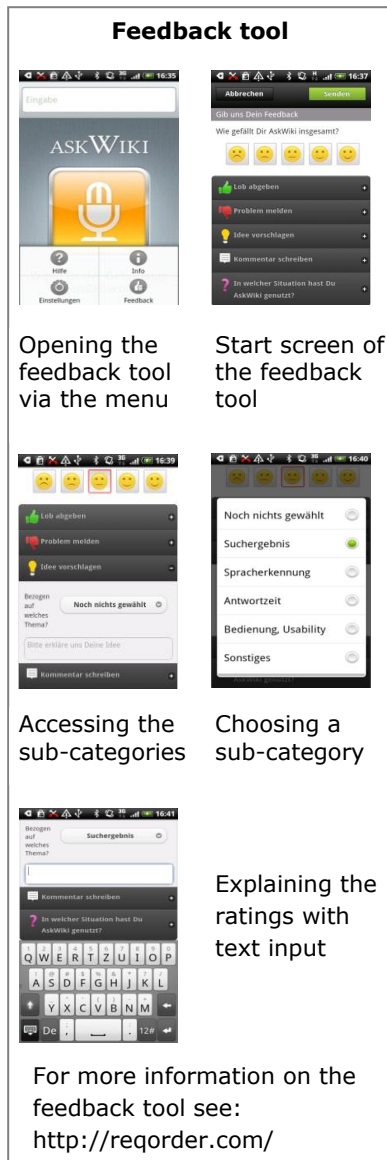 Feedback tool
16:35
Eingabe
ASKWIKI
Hilfe
Info
Einstellungen
Feedback
Opening the
feedback tool
via the menu
16:37
Abbrechen
Senden
Gib uns Dein Feedback
Wie gefällt Dir AskWiki insgesamt?
Lob abgeben
Problem melden
Idee vorschlagen
Kommentar schreiben
In welcher Situation hast Du
AskWiki genutzt?
Start screen of
the feedback
tool
16:39
Lob abgeben
Problem melden
Idee vorschlagen
Bezogen
auf
welches
Thema?
Noch nichts gewählt
Bitte erkläre uns Deine Idee
Kommentar schreiben
Accessing the
sub-categories
16:40
Noch nichts gewählt
Suchergebnis
Spracherkennung
Antwortzeit
Bedienung, Usability
Sonstiges
AskWiki genutzt?
Choosing a
sub-category
16:41
Bezogen
auf
welches
Thema?
Suchergebnis
Kommentar schreiben
In welcher Situation hast Du
AskWiki genutzt?
Q W E R T Z U I O P
A S D F G H J K L
Y X C V B N M
De , . 12#
Explaining the
ratings with
text input
For more information on the
feedback tool see:
http://reqorder.com/